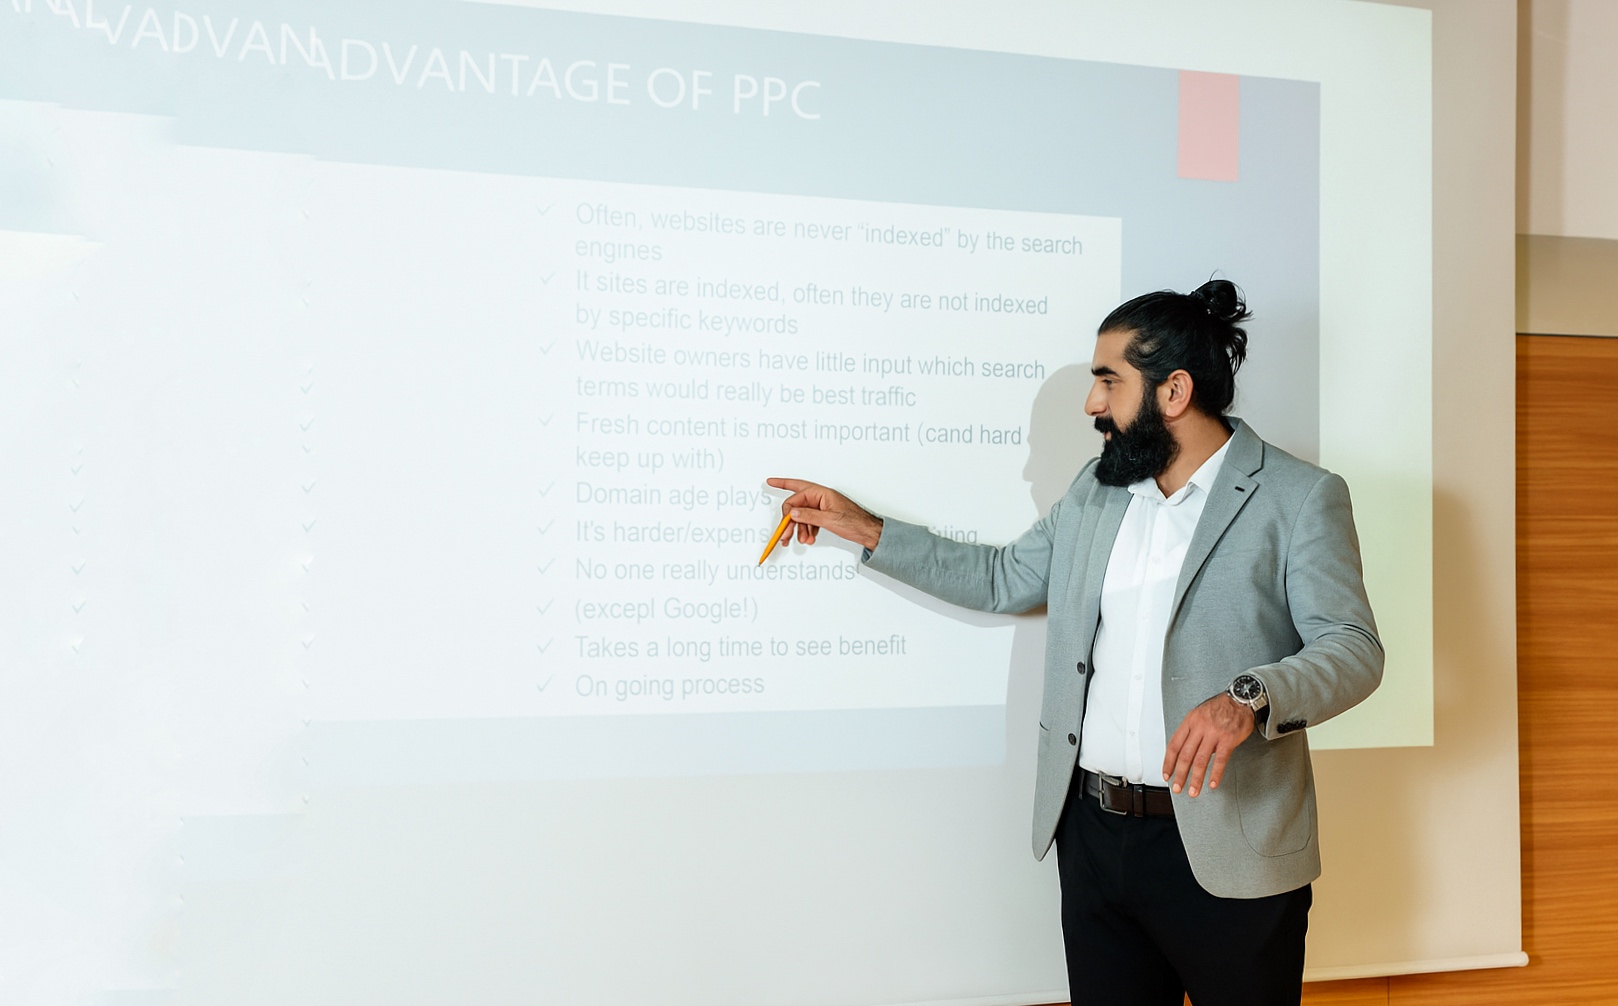 ADVANTAGE OF PPC
Often, websites are never “indexed” by the search
engines
It sites are indexed, often they are not indexed
by specific keywords
Website owners have little input which search
terms would really be best traffic
Fresh content is most important (cand hard
keep up with)
Domain age plays
It's harder/expens
No one really understands
(excepl Google!)
Takes a long time to see benefit
On going process